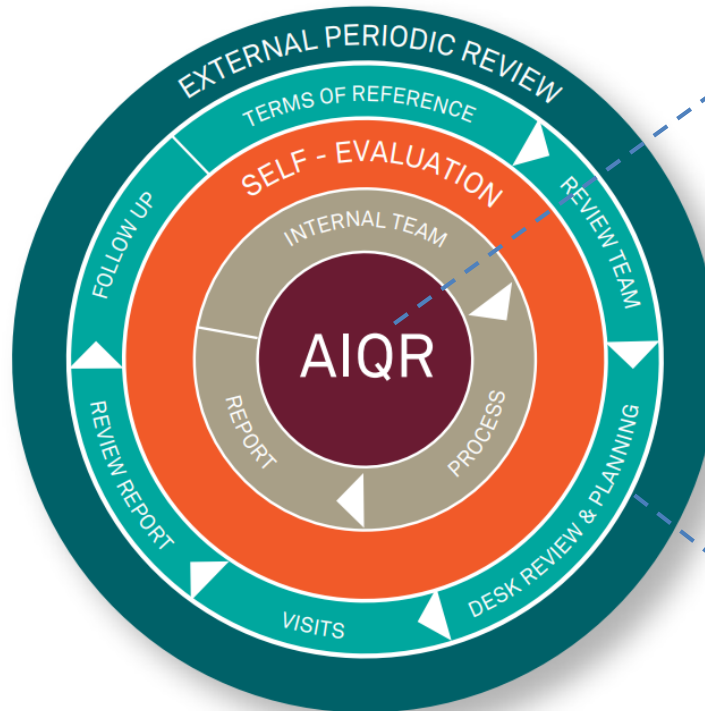 EXTERNAL PERIODIC REVIEW
TERMS OF REFERENCE
REVIEW TEAM
DESK REVIEW & PLANNING
VISITS
REVIEW REPORT
FOLLOW UP
SELF - EVALUATION
INTERNAL TEAM
PROCESS
REPORT
AIQR